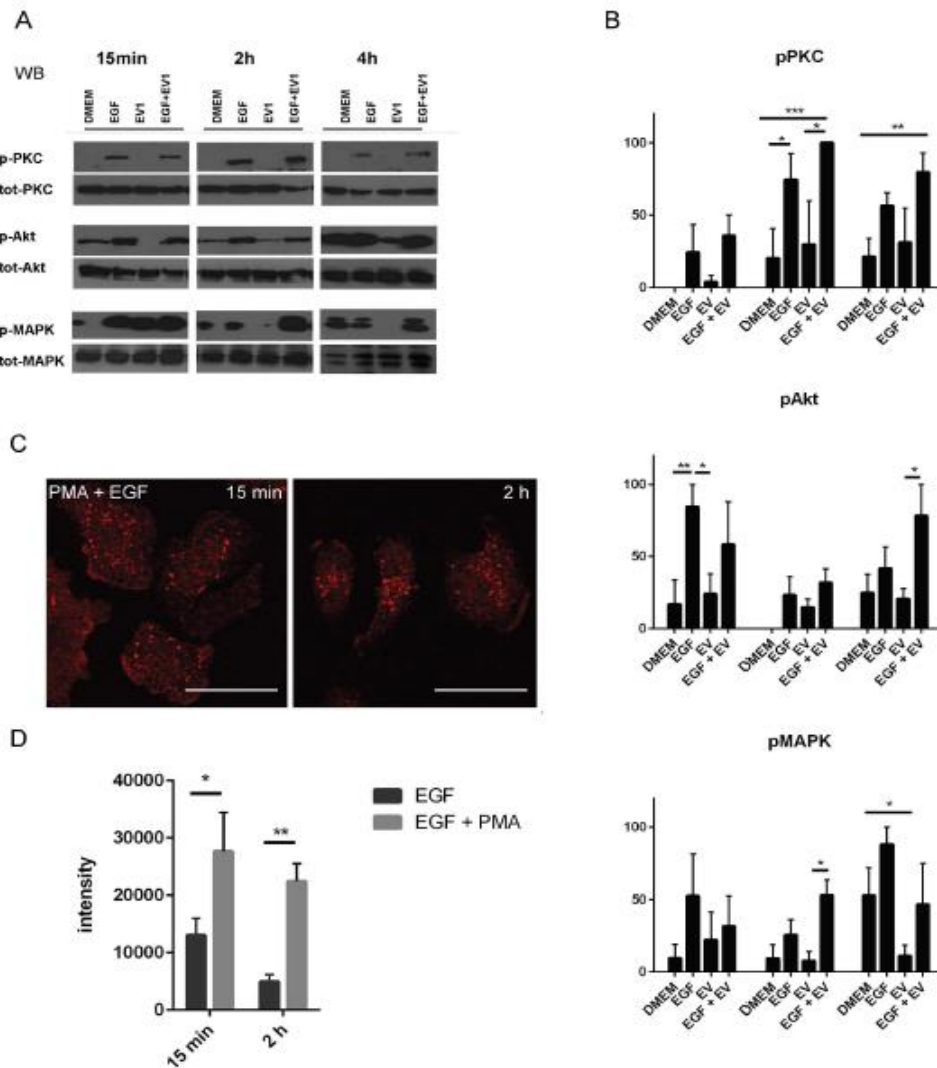 A
15min 2h 4h
WB
DMEM EGF EV1 EGF+EV1 DMEM EGF EV1 EGF+EV1 DMEM EGF EV1 EGF+EV1
p-PKC
tot-PKC
p-Akt
tot-Akt
p-MAPK
tot-MAPK
B
pPKC
*** * * **
100
50
0
DMEM EGF EV EGF + EV DMEM EGF EV EGF + EV DMEM EGF EV EGF + EV
pAkt
** * *
100
50
0
DMEM EGF EV EGF + EV DMEM EGF EV EGF + EV DMEM EGF EV EGF + EV
pMAPK
* *
100
50
0
DMEM EGF EV EGF + EV DMEM EGF EV EGF + EV DMEM EGF EV EGF + EV
C
PMA + EGF 15 min 2 h
D
intensity
40000
30000
20000
10000
0
* **
15 min 2 h
EGF
EGF + PMA